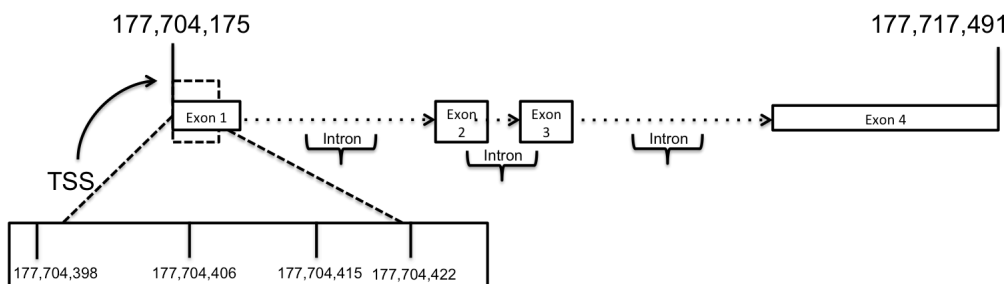 177,704,175
177,717,491
Exon 1
Exon
2
Exon
3
Exon 4
Intron
Intron
Intron
TSS
177,704,398
177,704,406
177,704,415
177,704,422